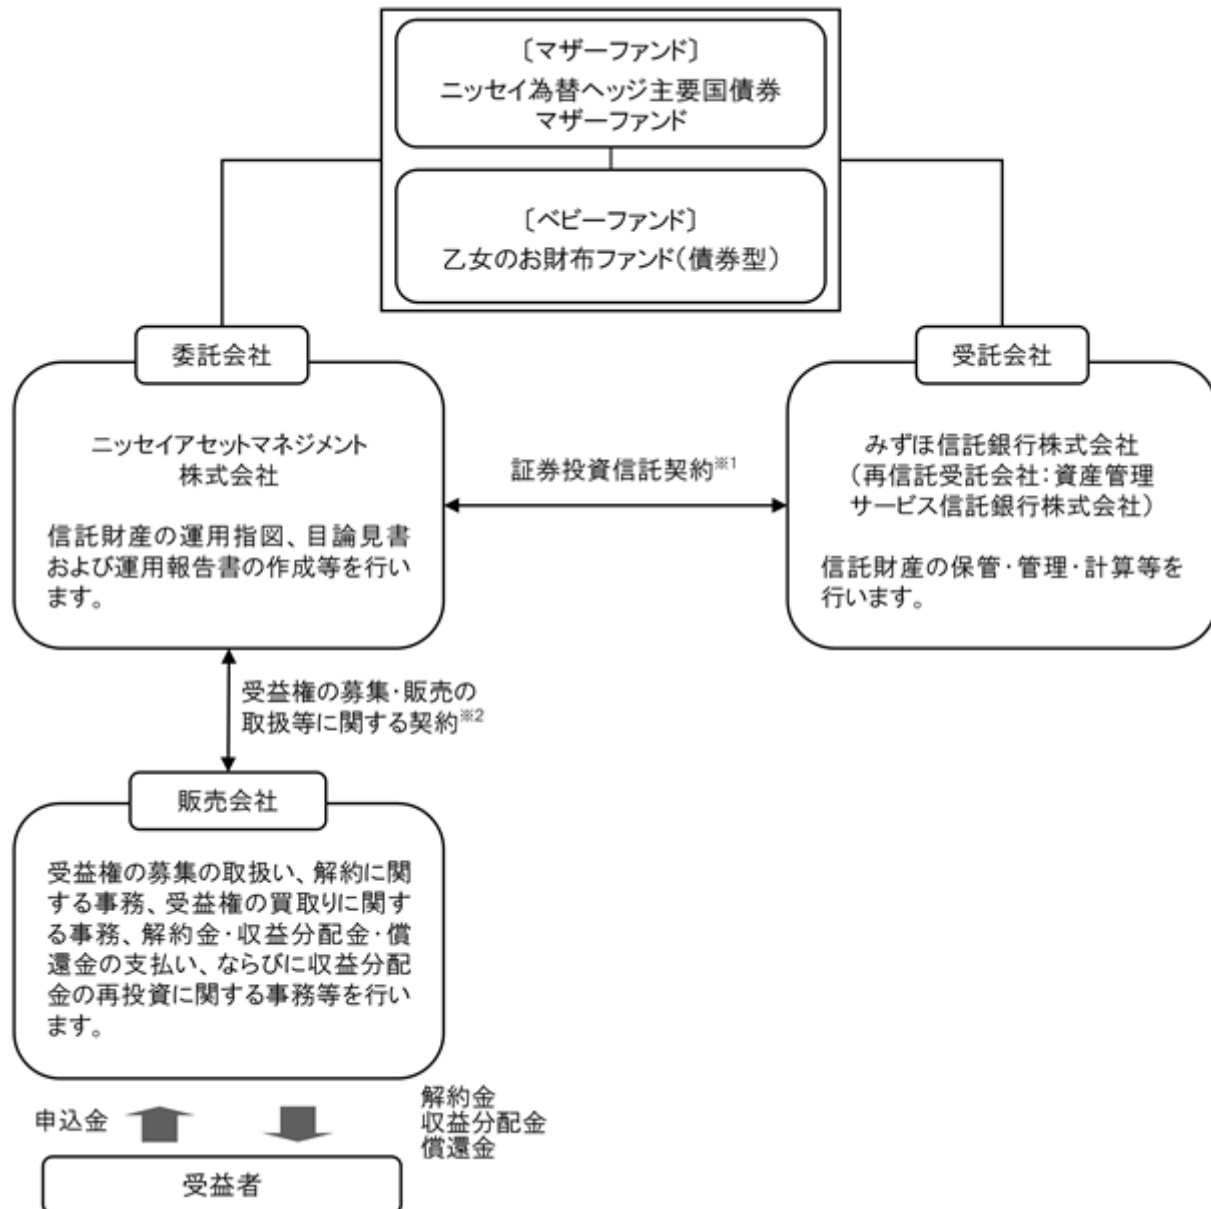 〔マザーファンド〕
ニッセイ為替ヘッジ主要国債券
マザーファンド
〔ベビーファンド〕
乙女のお財布ファンド(債券型)
委託会社
ニッセイアセットマネジメント
株式会社
信託財産の運用指図、目論見書
および運用報告書の作成等を行い
ます。
証券投資信託契約※1
受託会社
みずほ信託銀行株式会社
(再信託受託会社:資産管理
サービス信託銀行株式会社)
信託財産の保管・管理・計算等を
行います。
受益権の募集・販売の
取扱等に関する契約※2
販売会社
受益権の募集の取扱い、解約に関
する事務、受益権の買取りに関す
る事務、解約金・収益分配金・償
還金の支払い、ならびに収益分配
金の再投資に関する事務等を行い
ます。
申込金
解約金
収益分配金
償還金
受益者